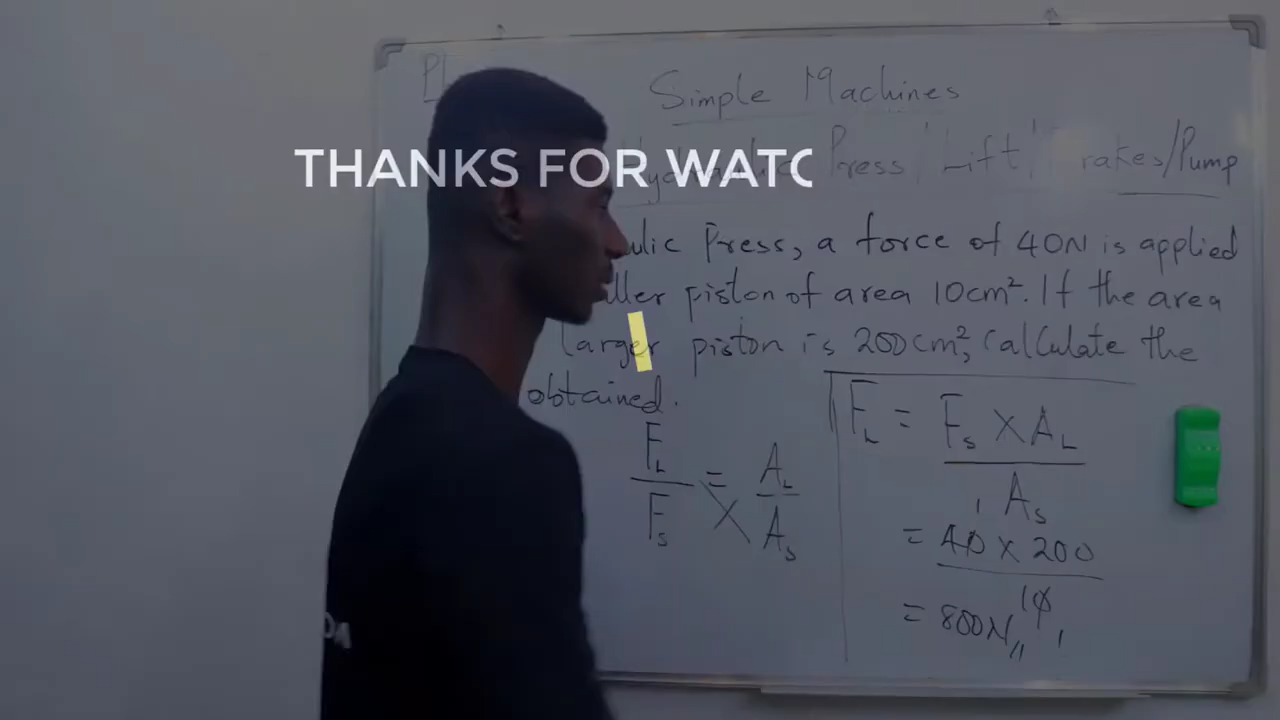 THANKS FOR WATC
Simple Machines
Press / Lift / rakes/Pump
ulic Press, a force of 40N is applied
ller piston of area 10cm². If the area
larger piston is 200cm², Calculate the
obtained.
F_L / F_S = A_L / A_S
F_L = F_S × A_L / A_S
= 40 × 200 / 10
= 800N